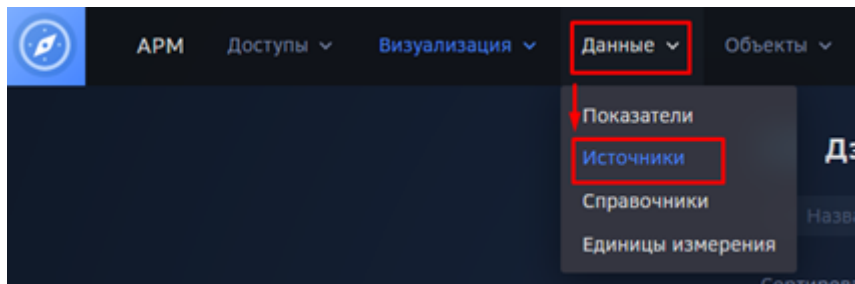 АРМ Доступы Визуализация Данные Объекты
Показатели
Источники
Справочники
Единицы измерения